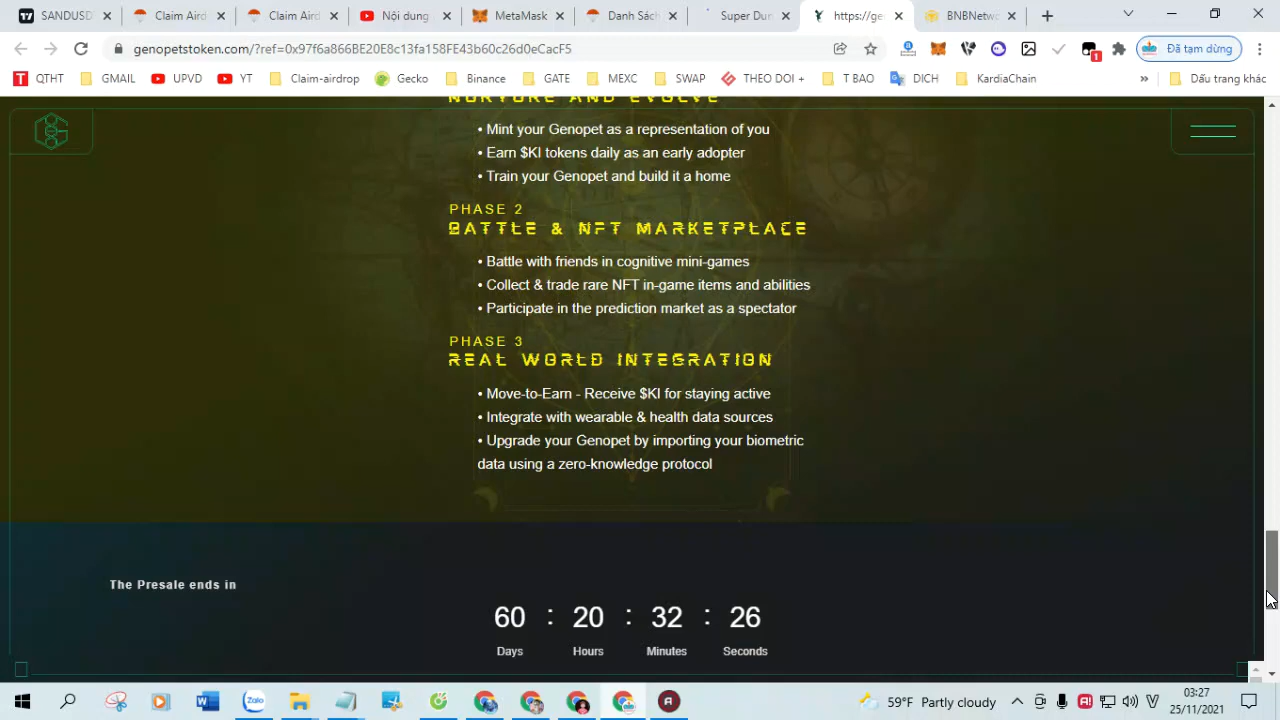 SANDUSD
Claim Aird
Claim Aird
Nội dung
MetaMask
Danh Sách
Super Dun
https://ge
BNBNetwo
genopetstoken.com/?ref=0x97f6a866BE20E8c13fa158FE43b60c26d0eCacF5
Đã tạm dừng
QTHT
GMAIL
UPVD
YT
Claim-airdrop
Gecko
Binance
GATE
MEXC
SWAP
THEO DOI +
T BAO
DICH
KardiaChain
»
Dấu trang khác
NURTURE AND EVOLVE
• Mint your Genopet as a representation of you
• Earn $KI tokens daily as an early adopter
• Train your Genopet and build it a home
PHASE 2
BATTLE & NFT MARKETPLACE
• Battle with friends in cognitive mini-games
• Collect & trade rare NFT in-game items and abilities
• Participate in the prediction market as a spectator
PHASE 3
REAL WORLD INTEGRATION
• Move-to-Earn - Receive $KI for staying active
• Integrate with wearable & health data sources
• Upgrade your Genopet by importing your biometric
data using a zero-knowledge protocol
The Presale ends in
60 : 20 : 32 : 26
Days Hours Minutes Seconds
Zalo
59°F Partly cloudy
03:27
25/11/2021